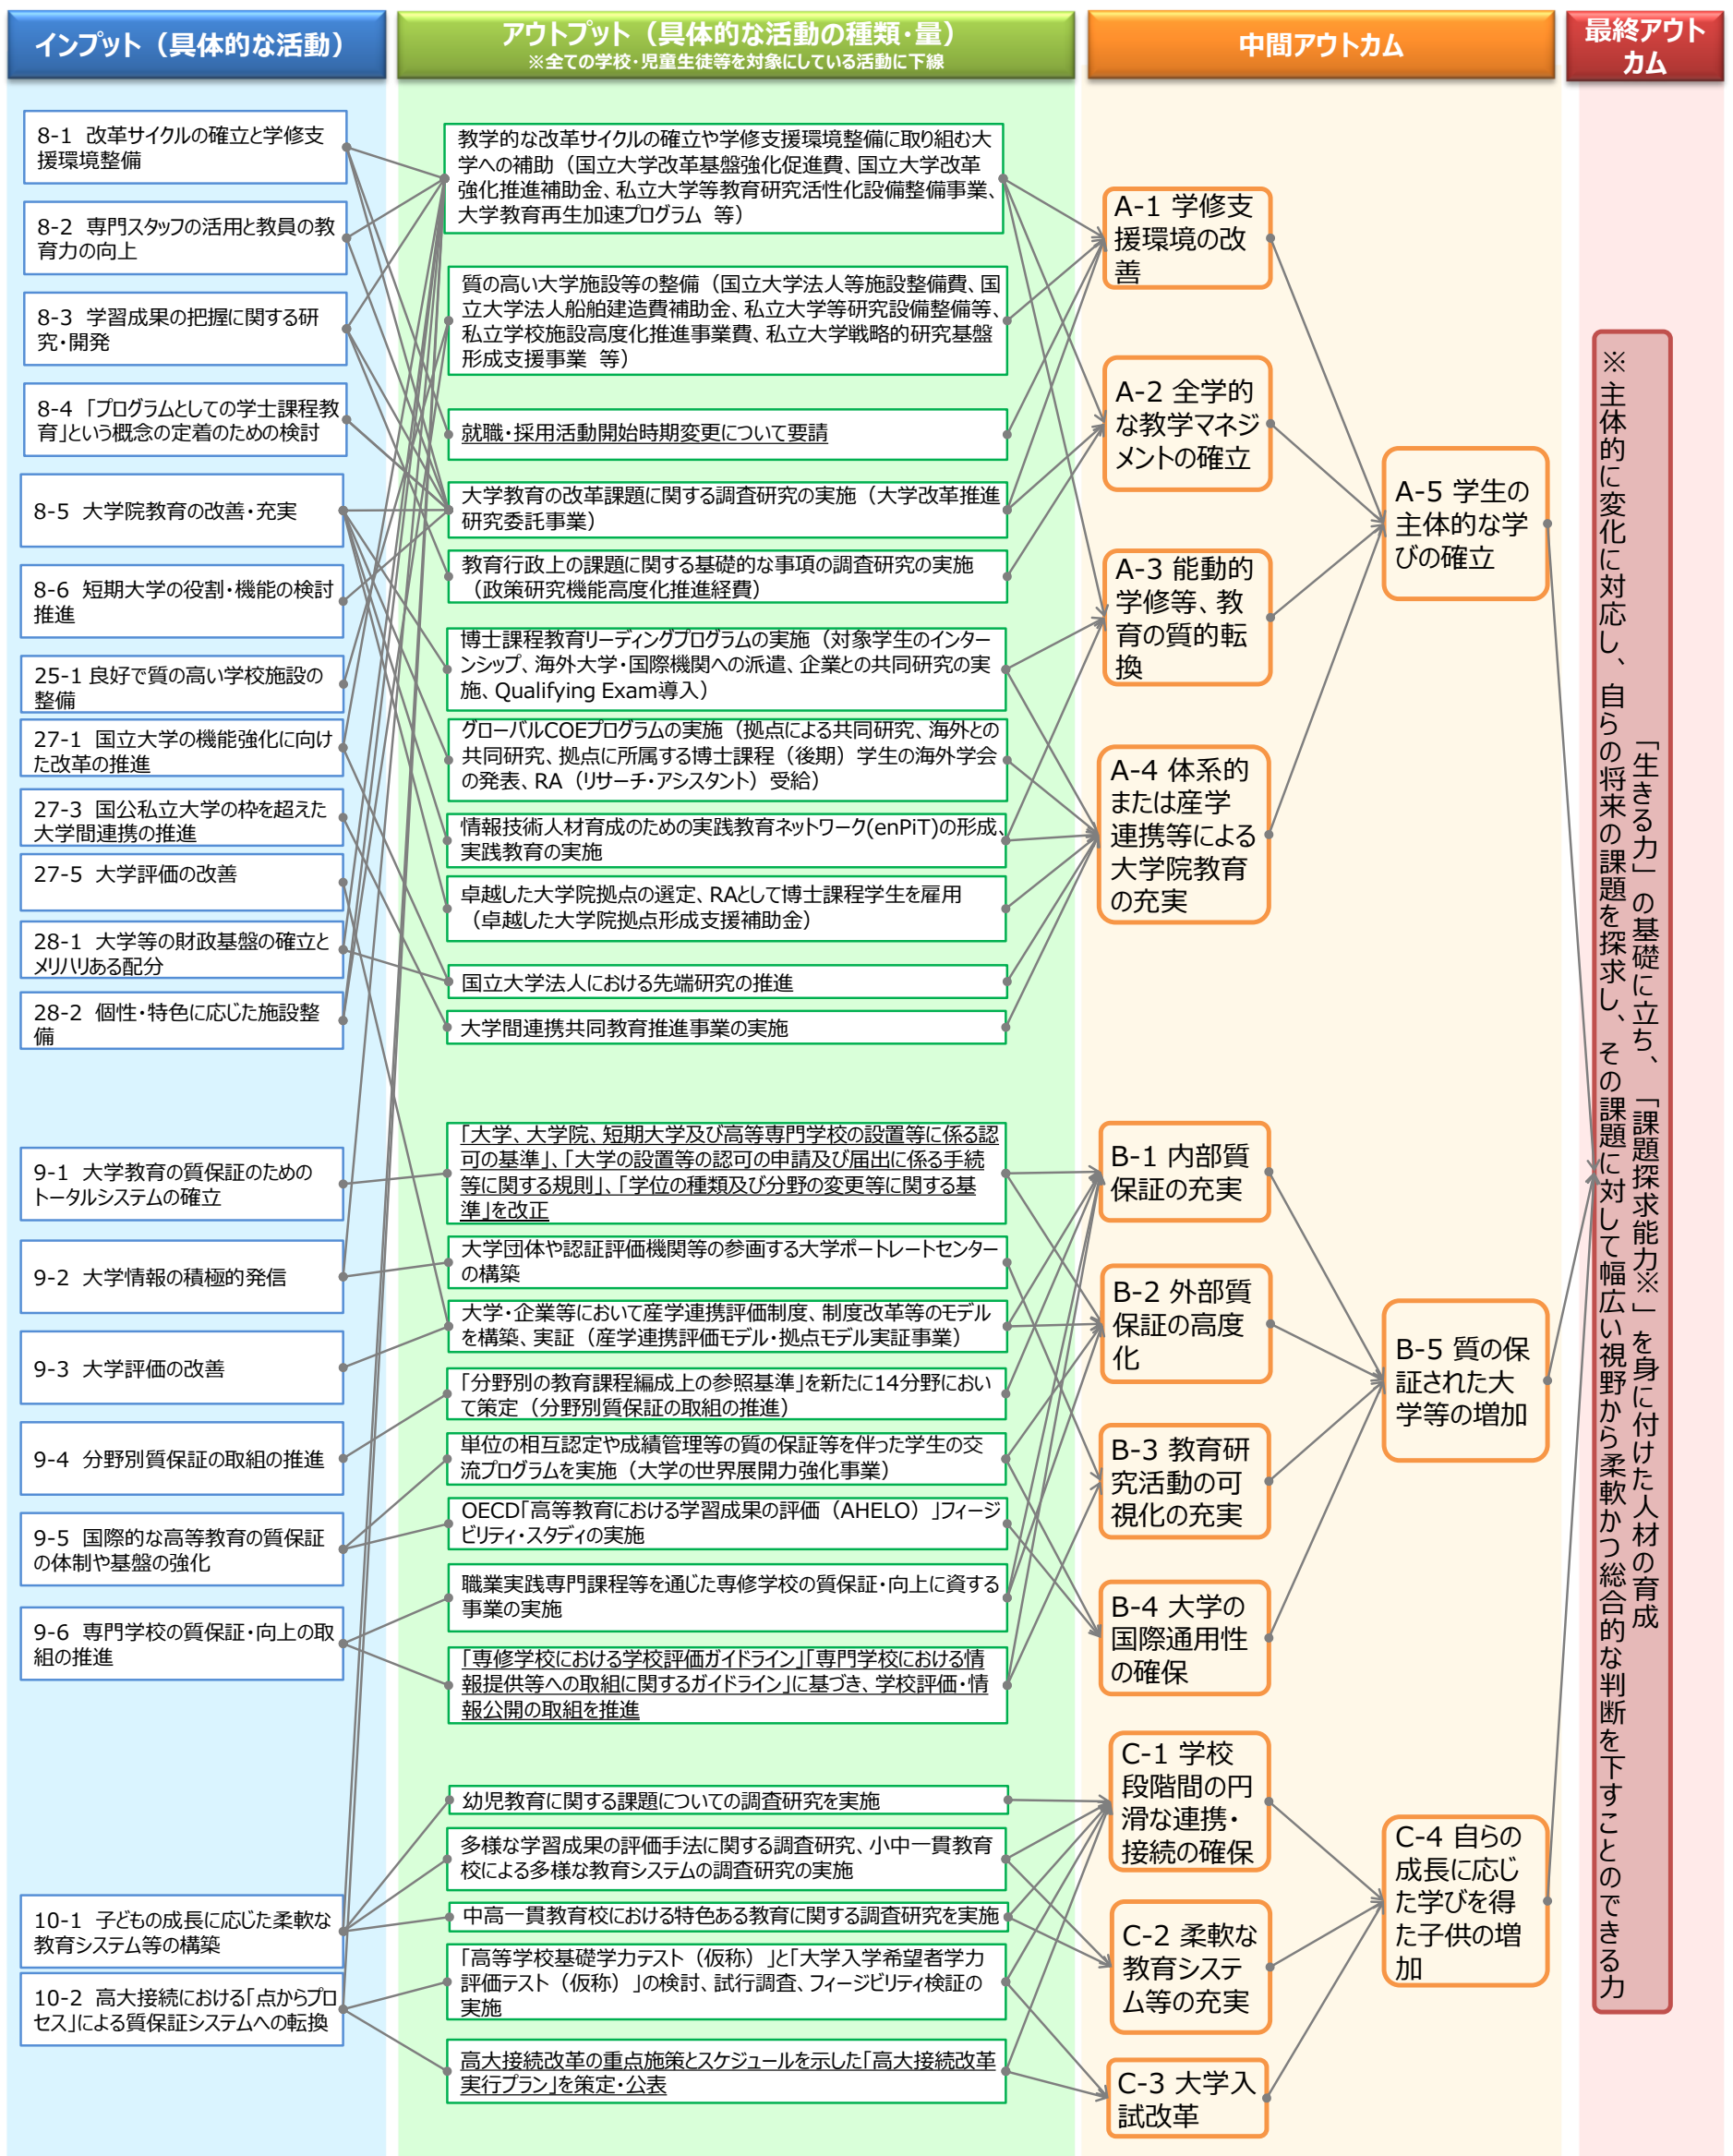 インプット（具体的な活動）
アウトプット（具体的な活動の種類・量）
※全ての学校・児童生徒等を対象にしている活動に下線
中間アウトカム
最終アウト
カム
8-1 改革サイクルの確立と学修支
援環境整備
8-2 専門スタッフの活用と教員の教
育力の向上
8-3 学習成果の把握に関する研
究・開発
8-4 「プログラムとしての学士課程教
育」という概念の定着のための検討
8-5 大学院教育の改善・充実
8-6 短期大学の役割・機能の検討
推進
25-1 良好で質の高い学校施設の
整備
27-1 国立大学の機能強化に向け
た改革の推進
27-3 国公私立大学の枠を超えた
大学間連携の推進
27-5 大学評価の改善
28-1 大学等の財政基盤の確立と
メリハリある配分
28-2 個性・特色に応じた施設整
備
9-1 大学教育の質保証のための
トータルシステムの確立
9-2 大学情報の積極的発信
9-3 大学評価の改善
9-4 分野別質保証の取組の推進
9-5 国際的な高等教育の質保証
の体制や基盤の強化
9-6 専門学校の質保証・向上の取
組の推進
10-1 子どもの成長に応じた柔軟な
教育システム等の構築
10-2 高大接続における「点からプロ
セス」による質保証システムへの転換
教学的な改革サイクルの確立や学修支援環境整備に取り組む大
学への補助（国立大学改革基盤強化促進費、国立大学改革
強化推進補助金、私立大学等教育研究活性化設備整備事業、
大学教育再生加速プログラム 等）
質の高い大学施設等の整備（国立大学法人等施設整備費、国
立大学法人船舶建造費補助金、私立大学等研究設備整備等、
私立学校施設高度化推進事業費、私立大学戦略的研究基盤
形成支援事業 等）
就職・採用活動開始時期変更について要請
大学教育の改革課題に関する調査研究の実施（大学改革推進
研究委託事業）
教育行政上の課題に関する基礎的な事項の調査研究の実施
（政策研究機能高度化推進経費）
博士課程教育リーディングプログラムの実施（対象学生のインター
ンシップ、海外大学・国際機関への派遣、企業との共同研究の実
施、Qualifying Exam導入）
グローバルCOEプログラムの実施（拠点による共同研究、海外との
共同研究、拠点に所属する博士課程（後期）学生の海外学会
の発表、RA（リサーチ・アシスタント）受給）
情報技術人材育成のための実践教育ネットワーク(enPiT)の形成、
実践教育の実施
卓越した大学院拠点の選定、RAとして博士課程学生を雇用
（卓越した大学院拠点形成支援補助金）
国立大学法人における先端研究の推進
大学間連携共同教育推進事業の実施
「大学、大学院、短期大学及び高等専門学校の設置等に係る認
可の基準」、「大学の設置等の認可の申請及び届出に係る手続
等に関する規則」、「学位の種類及び分野の変更等に関する基
準」を改正
大学団体や認証評価機関等の参画する大学ポートレートセンター
の構築
大学・企業等において産学連携評価制度、制度改革等のモデル
を構築、実証（産学連携評価モデル・拠点モデル実証事業）
「分野別の教育課程編成上の参照基準」を新たに14分野におい
て策定（分野別質保証の取組の推進）
単位の相互認定や成績管理等の質の保証等を伴った学生の交
流プログラムを実施（大学の世界展開力強化事業）
OECD「高等教育における学習成果の評価（AHELO）」フィージ
ビリティ・スタディの実施
職業実践専門課程等を通じた専修学校の質保証・向上に資する
事業の実施
「専修学校における学校評価ガイドライン」「専門学校における情
報提供等への取組に関するガイドライン」に基づき、学校評価・情
報公開の取組を推進
幼児教育に関する課題についての調査研究を実施
多様な学習成果の評価手法に関する調査研究、小中一貫教育
校による多様な教育システムの調査研究の実施
中高一貫教育校における特色ある教育に関する調査研究を実施
「高等学校基礎学力テスト（仮称）」と「大学入学希望者学力
評価テスト（仮称）」の検討、試行調査、フィージビリティ検証の
実施
高大接続改革の重点施策とスケジュールを示した「高大接続改革
実行プラン」を策定・公表
A-1 学修支
援環境の改
善
A-2 全学的
な教学マネジ
メントの確立
A-3 能動的
学修等、教
育の質的転
換
A-4 体系的
または産学
連携等による
大学院教育
の充実
A-5 学生の
主体的な学
びの確立
B-1 内部質
保証の充実
B-2 外部質
保証の高度
化
B-3 教育研
究活動の可
視化の充実
B-4 大学の
国際通用性
の確保
B-5 質の保
証された大
学等の増加
C-1 学校
段階間の円
滑な連携・
接続の確保
C-2 柔軟な
教育システ
ム等の充実
C-3 大学入
試改革
C-4 自らの
成長に応じ
た学びを得
た子供の増
加
「生きる力」の基礎に立ち、「課題探求能力※」を身に付けた人材の育成
※主体的に変化に対応し、自らの将来の課題を探求し、その課題に対して幅広い視野から柔軟かつ総合的な判断を下すことのできる力